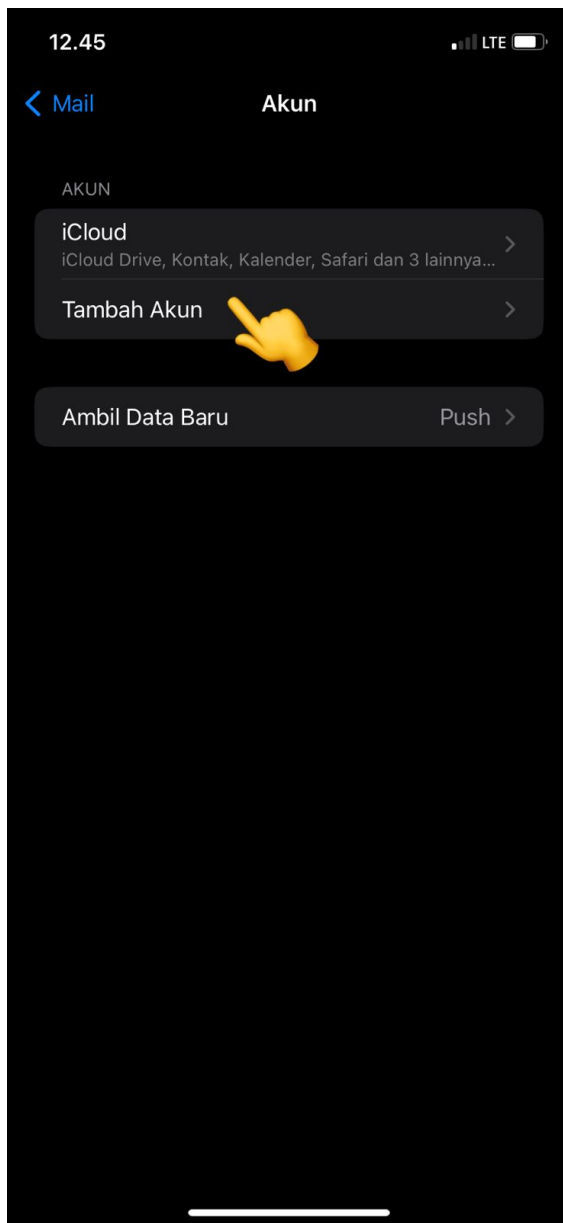 12.45
LTE
Mail
Akun
AKUN
iCloud
iCloud Drive, Kontak, Kalender, Safari dan 3 lainnya...
Tambah Akun
Ambil Data Baru
Push